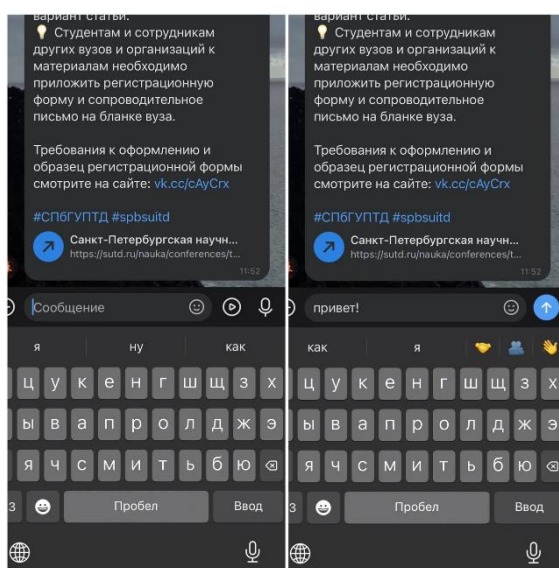 вариант статьи.
💡 Студентам и сотрудникам
других вузов и организаций к
материалам необходимо
приложить регистрационную
форму и сопроводительное
письмо на бланке вуза.
Требования к оформлению и
образец регистрационной формы
смотрите на сайте: vk.cc/cAyCrx
#СПбГУПТД #spbsuitd
Санкт-Петербургская научн...
https://sutd.ru/nauka/conferences/t...
11:52
Сообщение
я ну как
ц у к е н г ш щ з х
ы в а п р о л д ж э
я ч с м и т ь б ю
3 Пробел Ввод
вариант статьи.
💡 Студентам и сотрудникам
других вузов и организаций к
материалам необходимо
приложить регистрационную
форму и сопроводительное
письмо на бланке вуза.
Требования к оформлению и
образец регистрационной формы
смотрите на сайте: vk.cc/cAyCrx
#СПбГУПТД #spbsuitd
Санкт-Петербургская научн...
https://sutd.ru/nauka/conferences/t...
11:52
привет!
как я 🤝 🫂 👋
ц у к е н г ш щ з х
ы в а п р о л д ж э
я ч с м и т ь б ю
3 Пробел Ввод